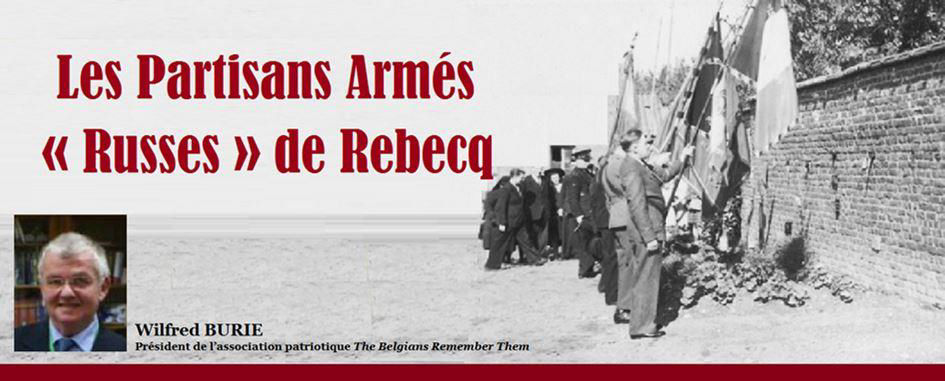 Les Partisans Armés
« Russes » de Rebecq
Wilfred BURIE
Président de l'association patriotique The Belgians Remember Them